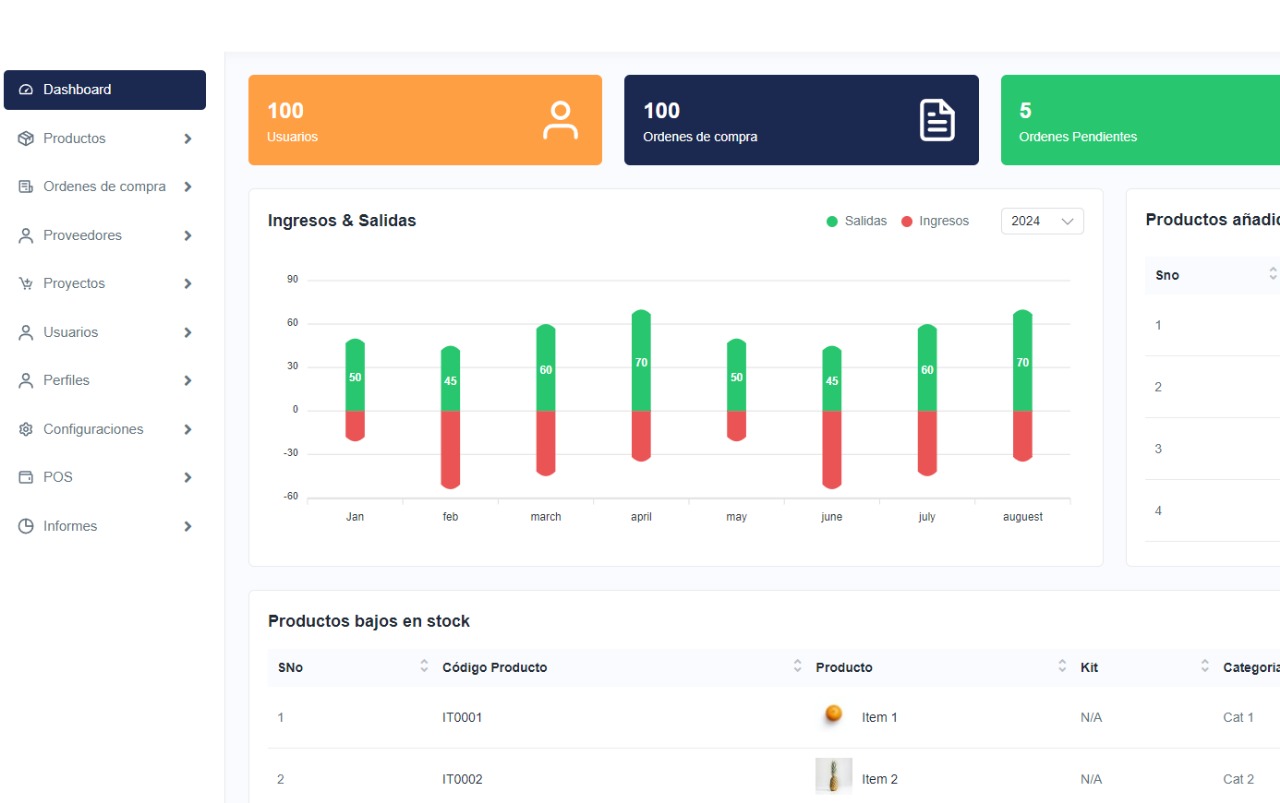 Dashboard
Productos
Ordenes de compra
Proveedores
Proyectos
Usuarios
Perfiles
Configuraciones
POS
Informes
100
Usuarios
100
Ordenes de compra
5
Ordenes Pendientes
Ingresos & Salidas
Salidas Ingresos 2024
90
60
30
0
-30
-60
50 45 60 70 50 45 60 70
Jan feb march april may june july auguest
Productos añadid
Sno
1
2
3
4
Productos bajos en stock
SNo Código Producto Producto Kit Categoria
1 IT0001 Item 1 N/A Cat 1
2 IT0002 Item 2 N/A Cat 2